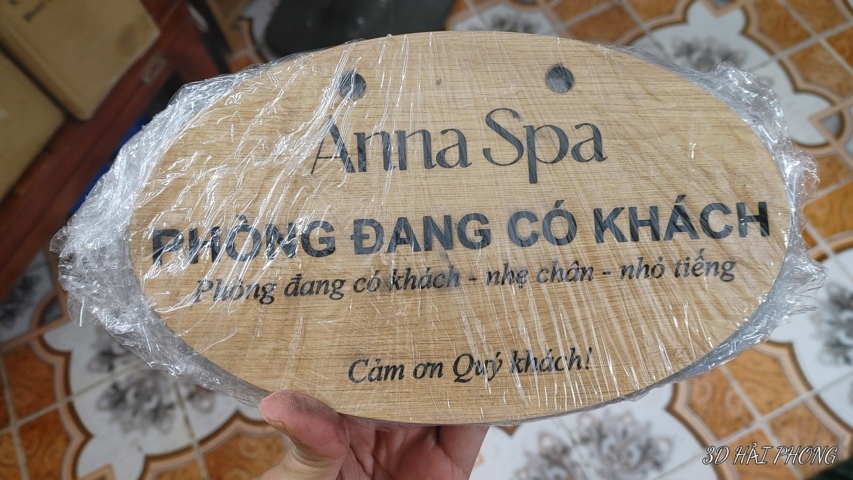 Anna Spa
PHÒNG ĐANG CÓ KHÁCH
Phòng đang có khách - nhẹ chân - nhỏ tiếng
Cảm ơn Quý khách!
3D HẢI PHONG